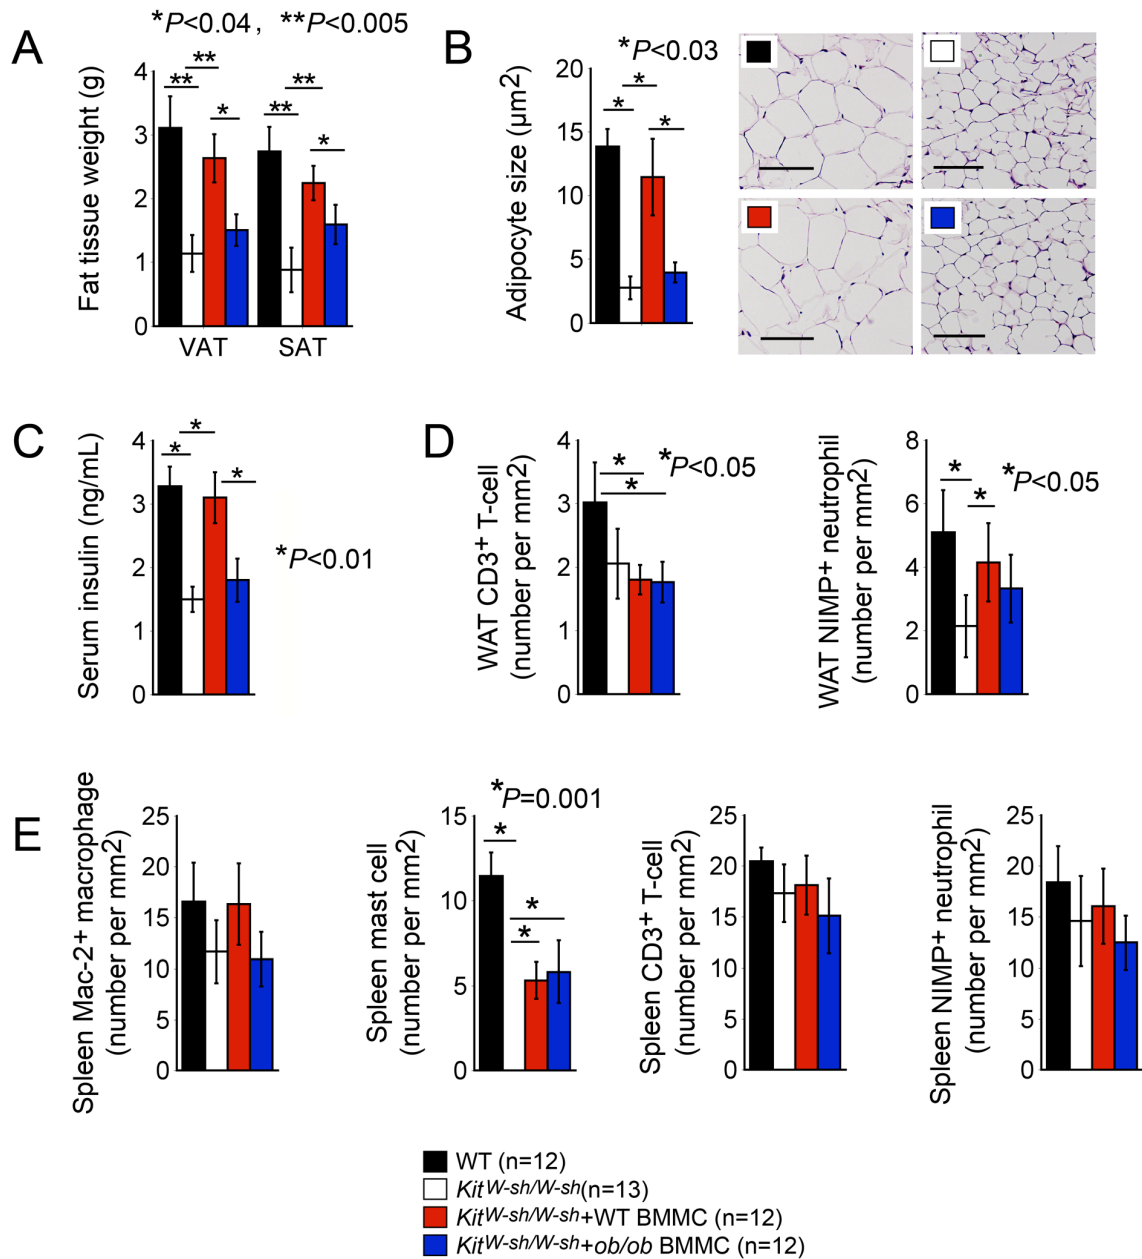 A
*P<0.04, **P<0.005
Fat tissue weight (g)
4
3
2
1
0
** ** ** ** * *
VAT SAT
B
*P<0.03
Adipocyte size (µm2)
20
15
10
5
0
* * *
C
Serum insulin (ng/mL)
4
3
2
1
0
* * *
*P<0.01
D
WAT CD3+ T-cell
(number per mm2)
4
3
2
1
0
*
*
*P<0.05
WAT NIMP+ neutrophil
(number per mm2)
8
6
4
2
0
* *
*P<0.05
E
Spleen Mac-2+ macrophage
(number per mm2)
25
20
15
10
5
0
Spleen mast cell
(number per mm2)
*P=0.001
15
10
5
0
*
*
*
Spleen CD3+ T-cell
(number per mm2)
25
20
15
10
5
0
Spleen NIMP+ neutrophil
(number per mm2)
25
20
15
10
5
0
WT (n=12)
KitW-sh/W-sh(n=13)
KitW-sh/W-sh+WT BMMC (n=12)
KitW-sh/W-sh+ob/ob BMMC (n=12)